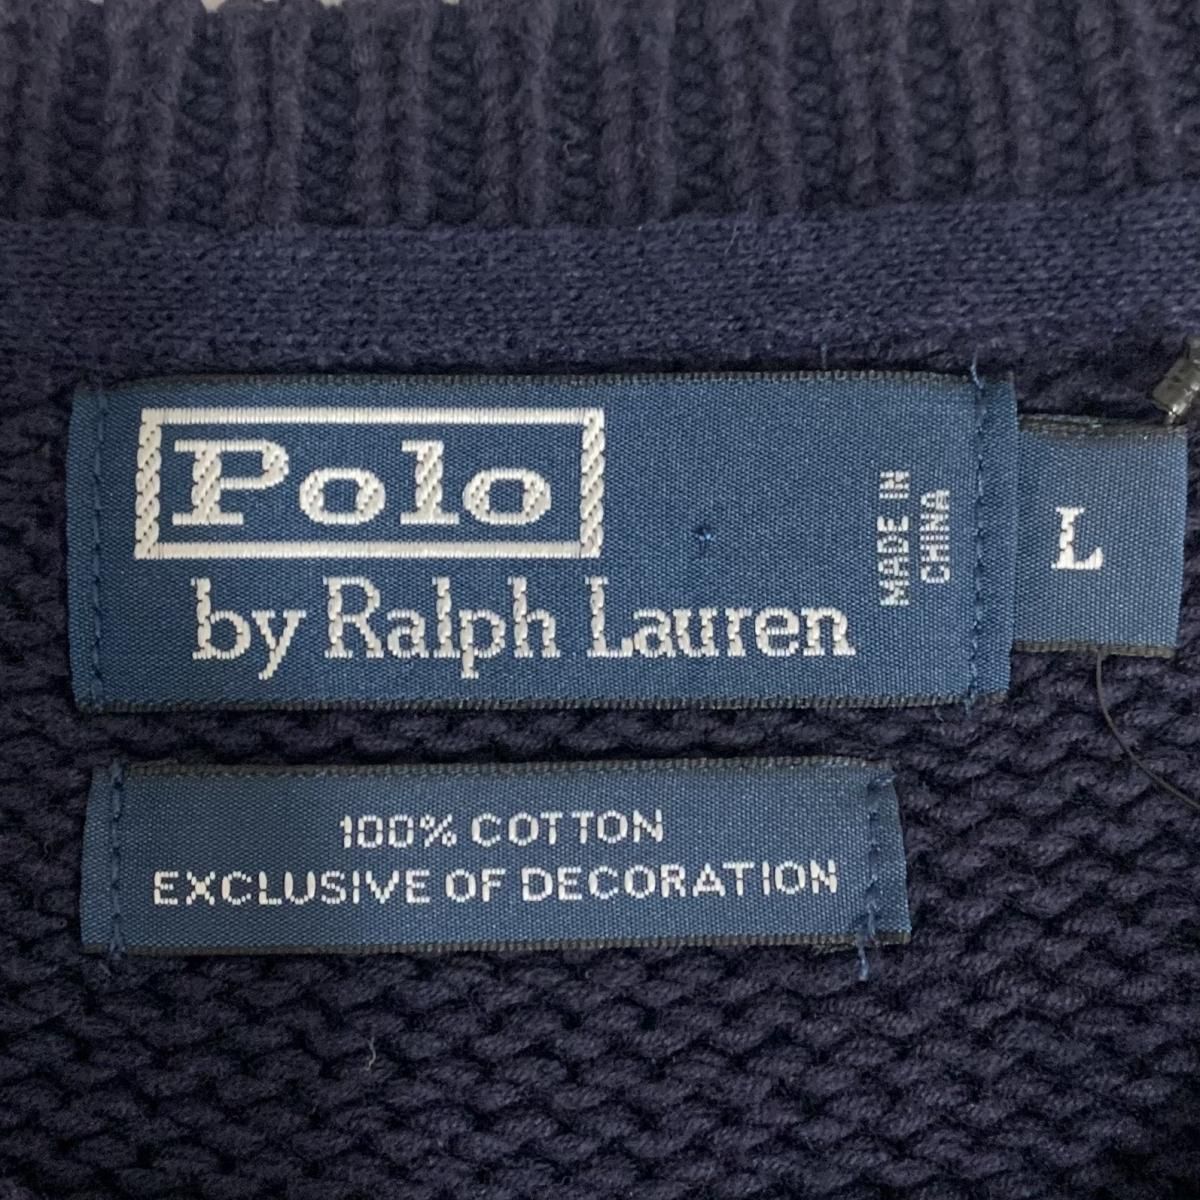 Polo
by Ralph Lauren
MADE IN
CHINA
L
100% COTTON
EXCLUSIVE OF DECORATION